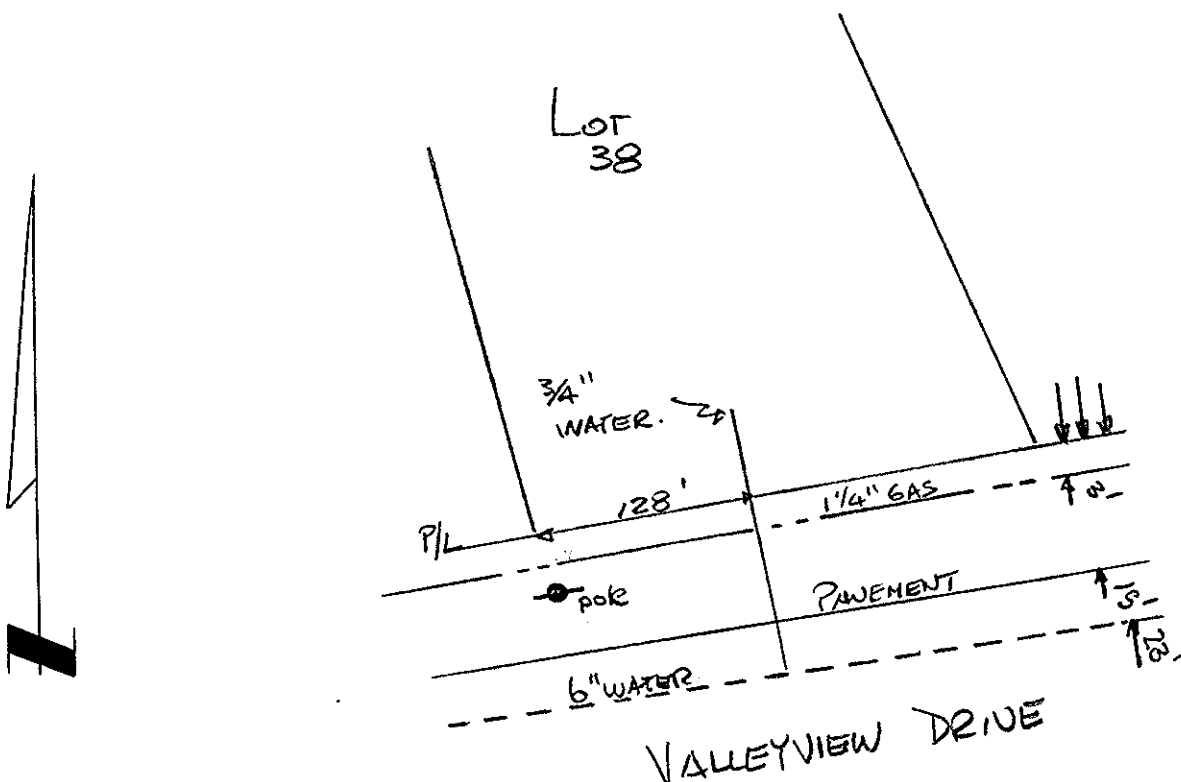 LOT
38
3/4"
WATER.
128'
1 1/4" GAS
P/L
pole
PAVEMENT
6" WATER
VALLEYVIEW DRIVE